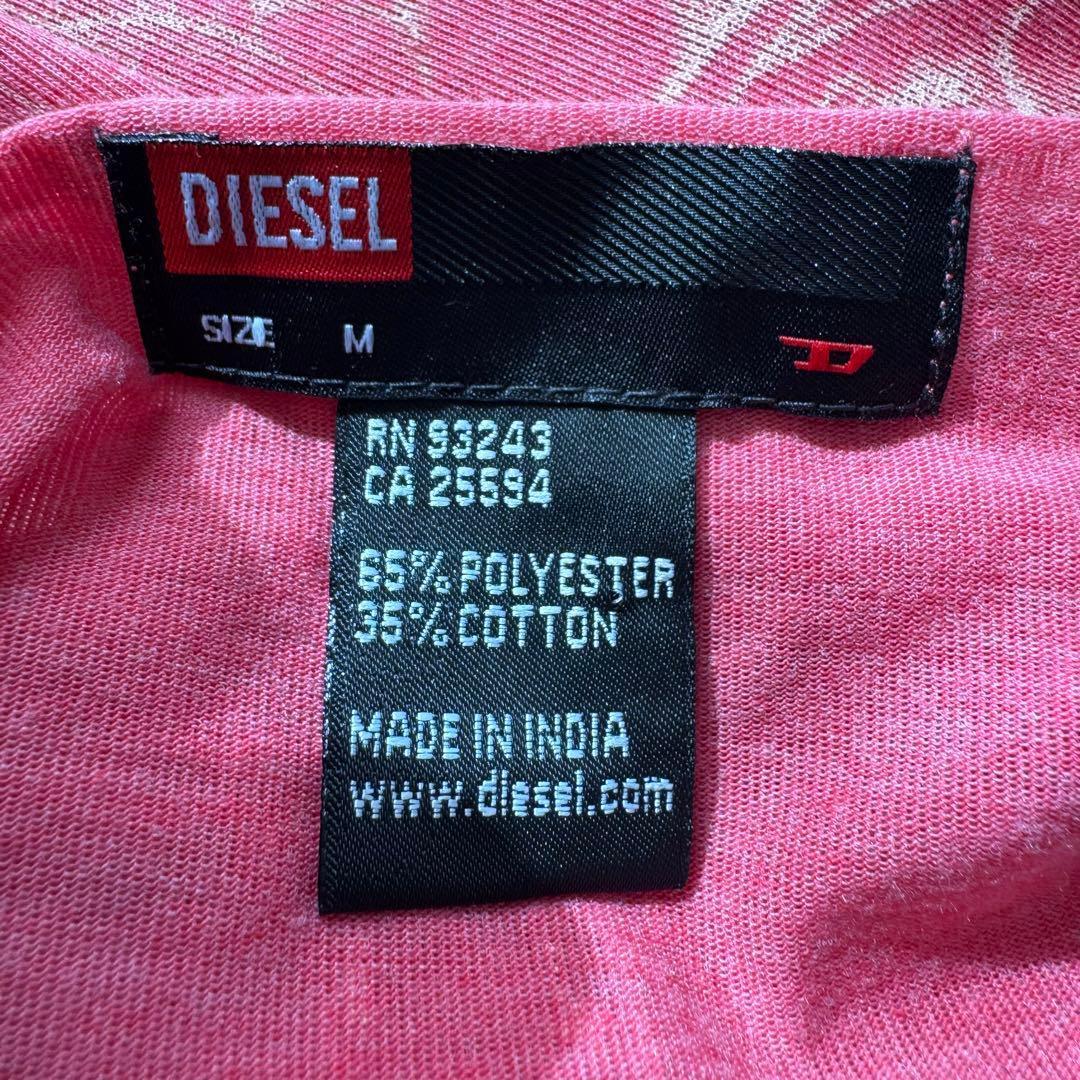 DIESEL
SIZE M
RN 93243
CA 25594
65% POLYESTER
35% COTTON
MADE IN INDIA
www.diesel.com